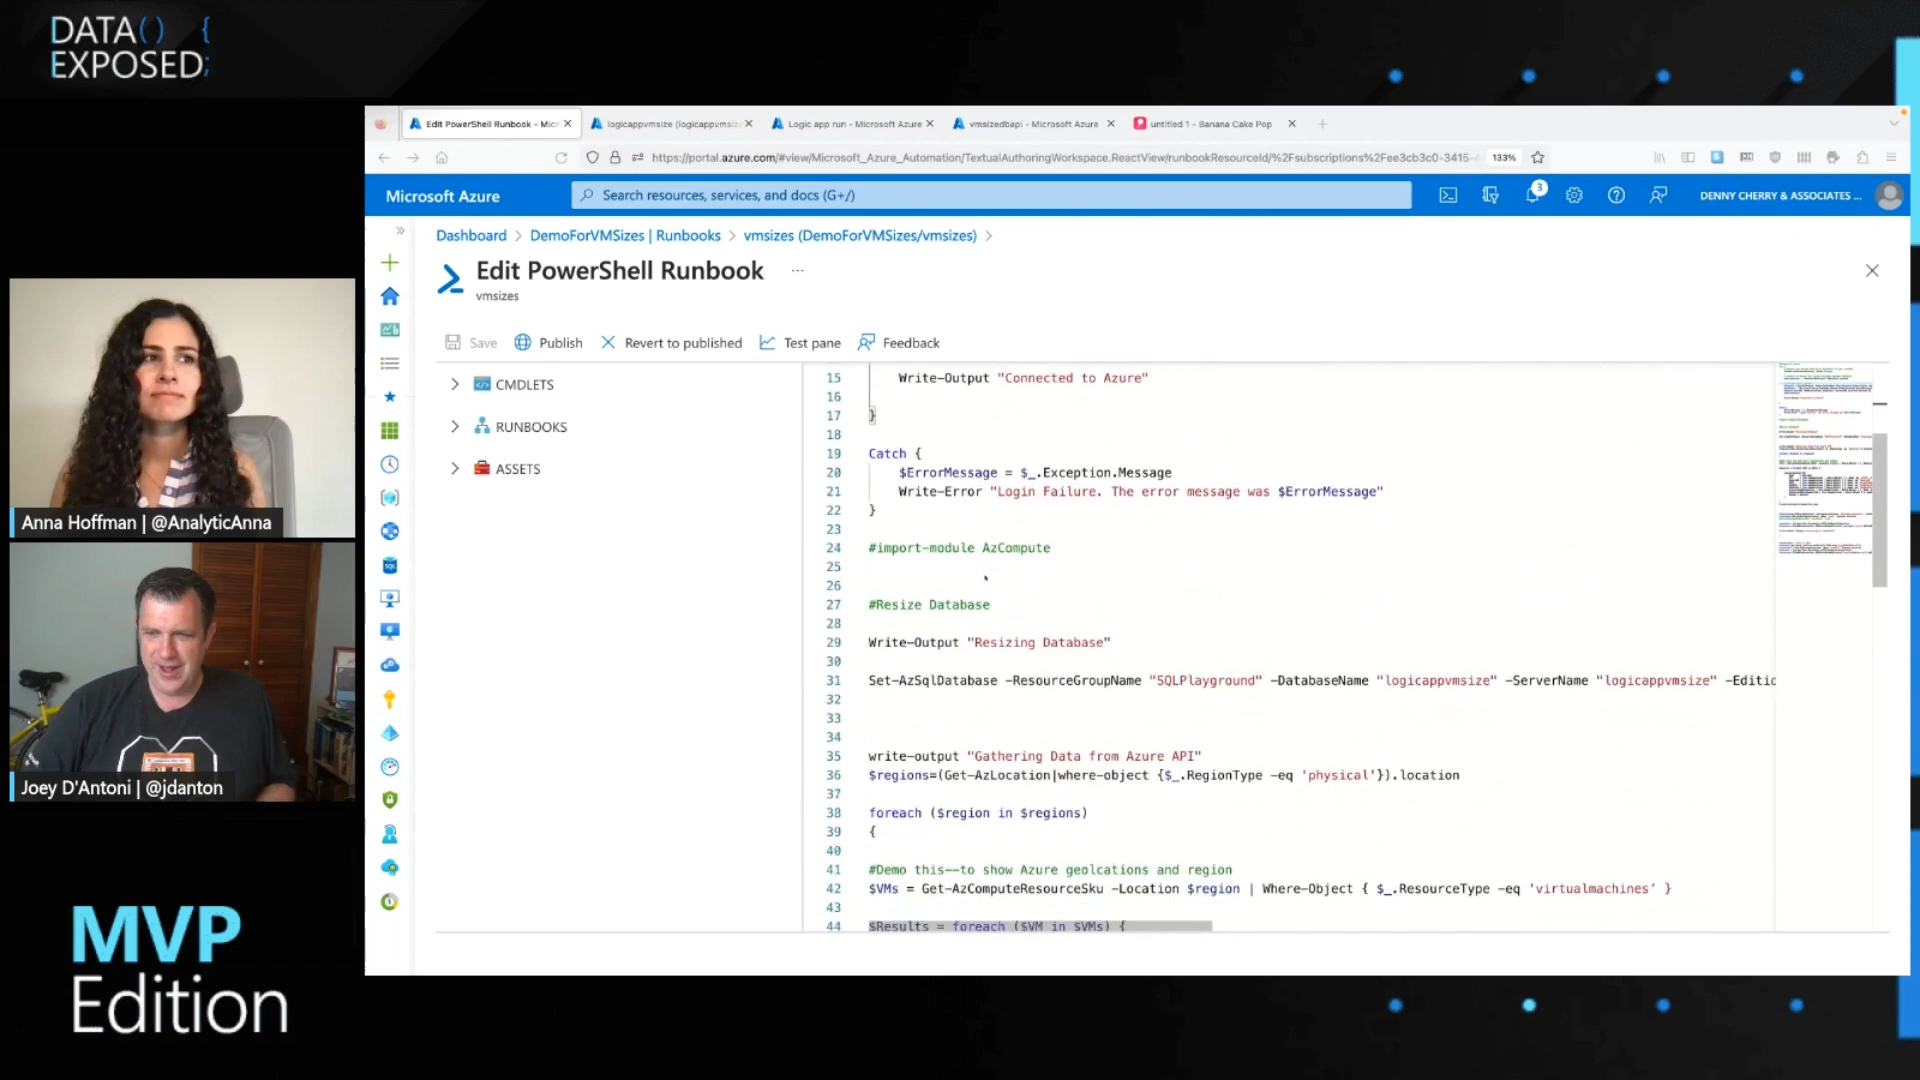 DATA() {
EXPOSED;
Edit PowerShell Runbook - Micr
logicappvmsize (logicappvmsiz
Logic app run - Microsoft Azure
vmsizedbapi - Microsoft Azure
untitled 1 - Banana Cake Pop
https://portal.azure.com/#view/Microsoft_Azure_Automation/TextualAuthoringWorkspace.ReactView/runbookResourceId/%2Fsubscriptions%2Fee3cb3c0-3415-
133%
Microsoft Azure
Search resources, services, and docs (G+/)
3
DENNY CHERRY & ASSOCIATES ...
Dashboard > DemoForVMSizes | Runbooks > vmsizes (DemoForVMSizes/vmsizes) >
Edit PowerShell Runbook ...
vmsizes
Save Publish Revert to published Test pane Feedback
CMDLETS
RUNBOOKS
ASSETS
15 Write-Output "Connected to Azure"
16
17 }
18
19 Catch {
20 $ErrorMessage = $_.Exception.Message
21 Write-Error "Login Failure. The error message was $ErrorMessage"
22 }
23
24 #import-module AzCompute
25
26
27 #Resize Database
28
29 Write-Output "Resizing Database"
30
31 Set-AzSqlDatabase -ResourceGroupName "SQLPlayground" -DatabaseName "logicappvmsize" -ServerName "logicappvmsize" -Editio
32
33
34
35 write-output "Gathering Data from Azure API"
36 $regions=(Get-AzLocation|where-object {$_.RegionType -eq 'physical'}).location
37
38 foreach ($region in $regions)
39 {
40
41 #Demo this--to show Azure geolcations and region
42 $VMs = Get-AzComputeResourceSku -Location $region | Where-Object { $_.ResourceType -eq 'virtualmachines' }
43
44 $Results = foreach ($VM in $VMs) {
Anna Hoffman | @AnalyticAnna
Joey D'Antoni | @jdanton
MVP
Edition